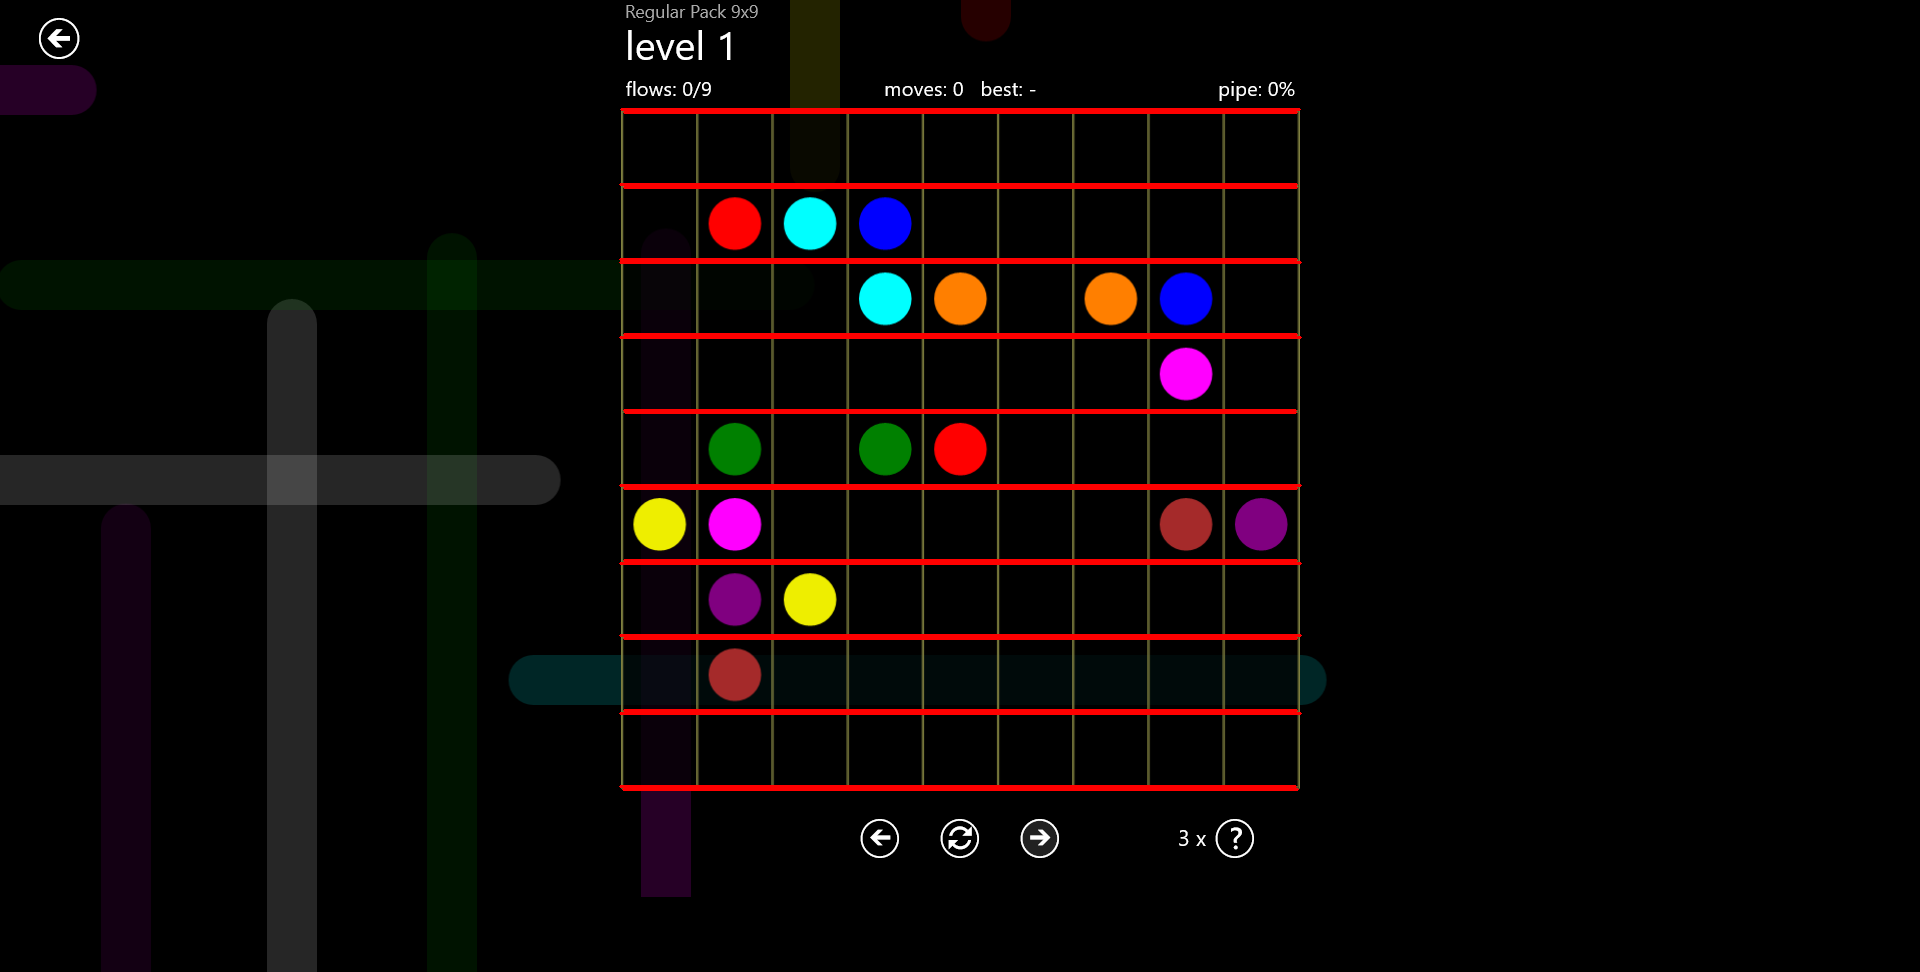 Regular Pack 9x9
level 1
flows: 0/9 moves: 0 best: - pipe: 0%
3 x ?